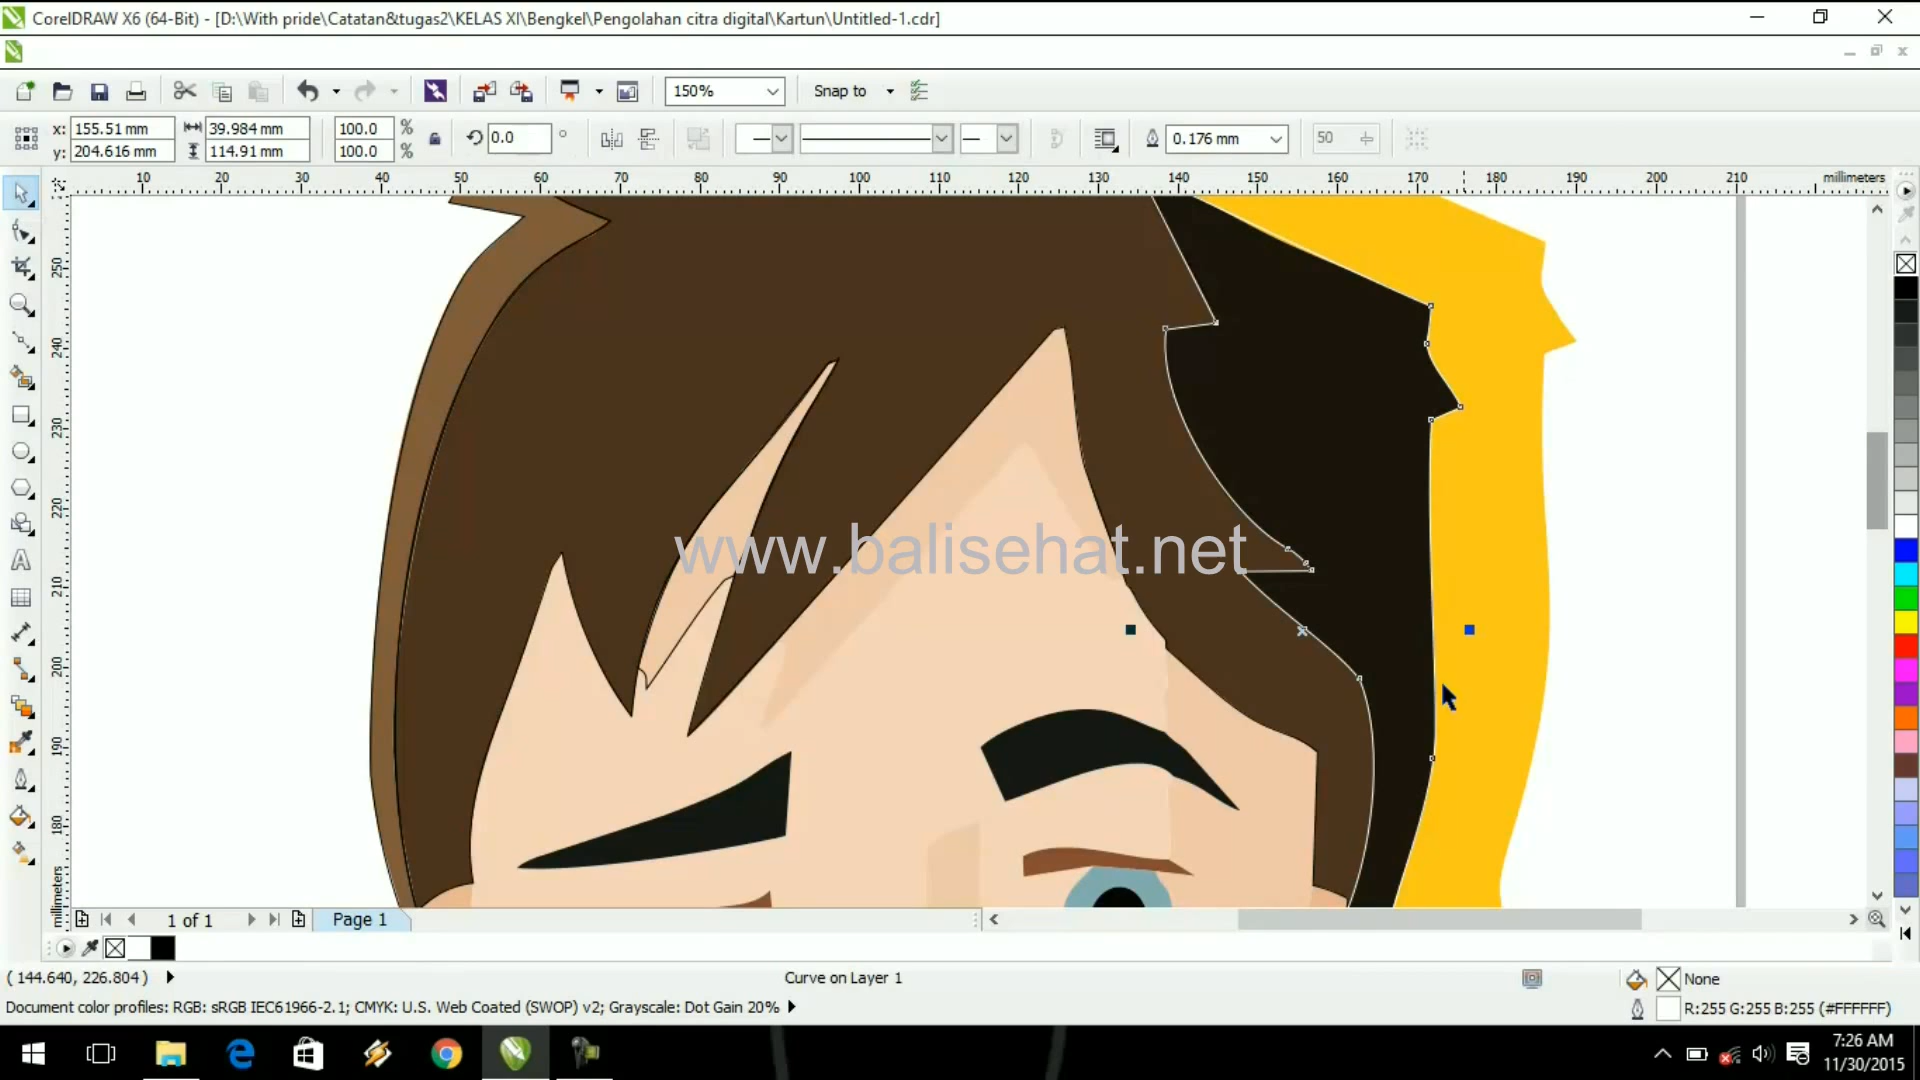 CorelDRAW X6 (64-Bit) - [D:\With pride\Catatan&tugas2\KELAS XI\Bengkel\Pengolahan citra digital\Kartun\Untitled-1.cdr]
150%
Snap to
x: 155.51 mm
y: 204.616 mm
39.984 mm
114.91 mm
100.0 %
100.0 %
0.0 °
0.176 mm
50
10 20 30 40 50 60 70 80 90 100 110 120 130 140 150 160 170 180 190 200 210 millimeters
250
240
230
220
210
200
190
180
millimeters
www.balisehat.net
1 of 1
Page 1
( 144.640, 226.804 )
Curve on Layer 1
None
Document color profiles: RGB: sRGB IEC61966-2.1; CMYK: U.S. Web Coated (SWOP) v2; Grayscale: Dot Gain 20%
R:255 G:255 B:255 (#FFFFFF)
7:26 AM
11/30/2015